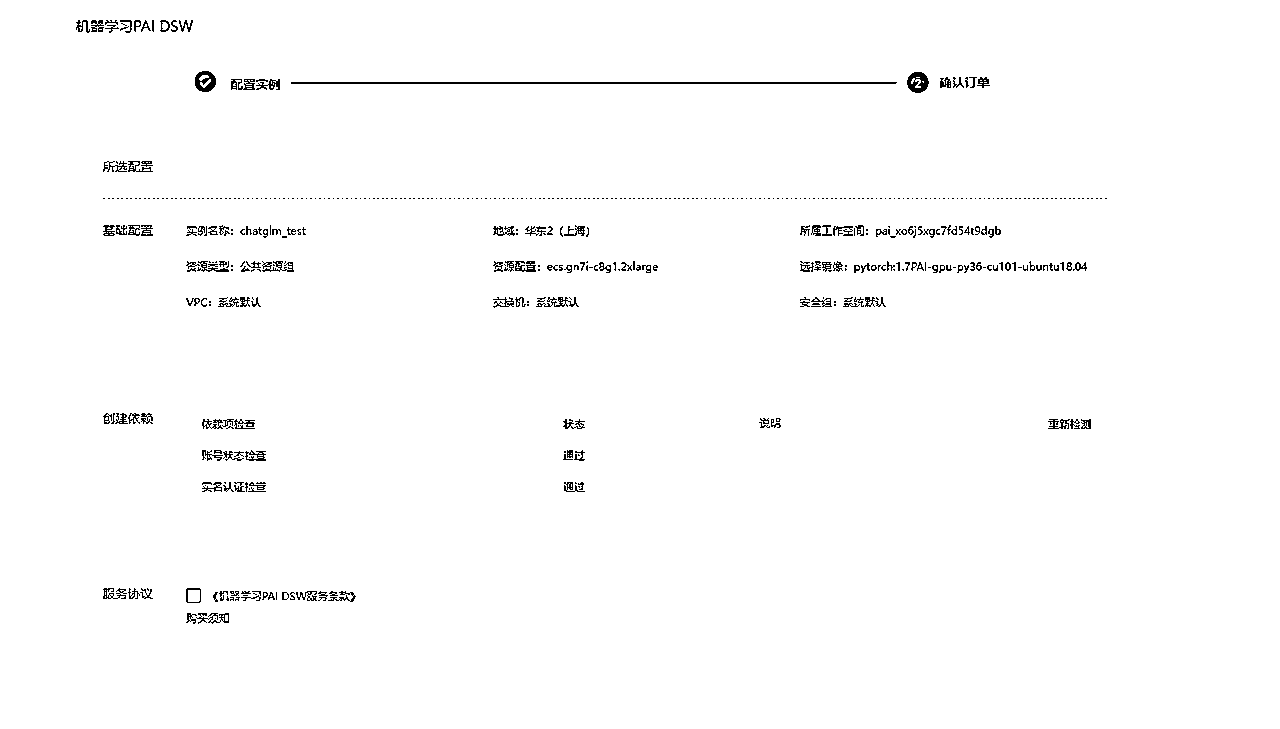 机器学习PAI DSW
配置实例 2 确认订单
所选配置
基础配置 实例名称：chatglm_test 地域：华东2（上海） 所属工作空间：pai_xo6j5xgc7fd54t9dgb
资源类型：公共资源组 资源配置：ecs.gn7i-c8g1.2xlarge 选择镜像：pytorch:1.7PAI-gpu-py36-cu101-ubuntu18.04
VPC：系统默认 交换机：系统默认 安全组：系统默认
创建依赖 依赖项检查 状态 说明 重新检测
账号状态检查 通过
实名认证检查 通过
服务协议 《机器学习PAI DSW服务条款》
购买须知